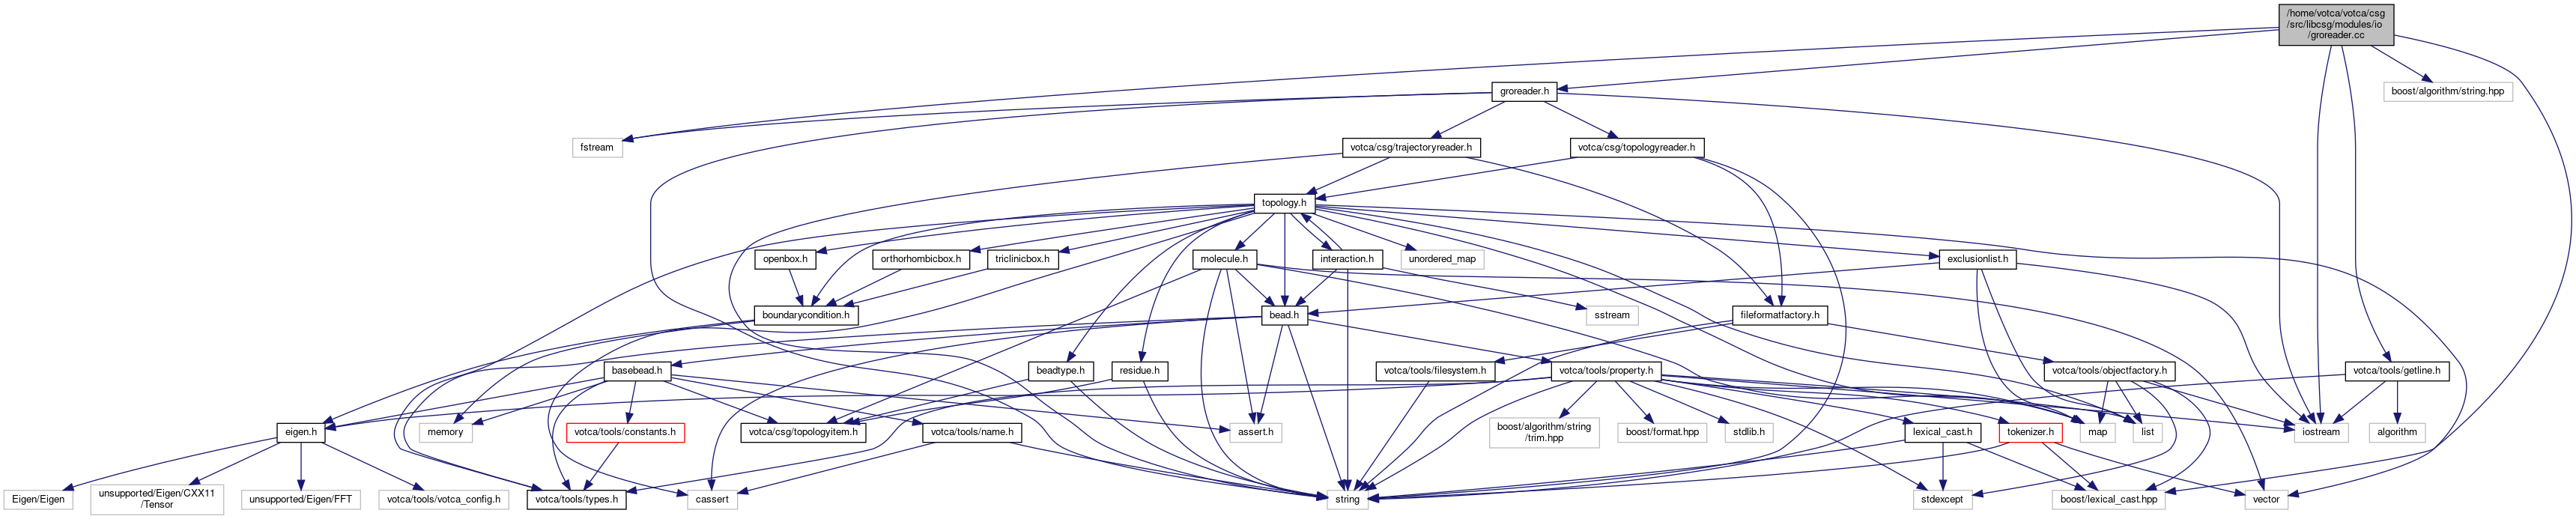 /home/votca/votca/csg
/src/libcsg/modules/io
/groreader.cc
groreader.h
boost/algorithm/string.hpp
fstream
votca/csg/trajectoryreader.h
votca/csg/topologyreader.h
topology.h
openbox.h
orthorhombicbox.h
triclinicbox.h
molecule.h
interaction.h
unordered_map
exclusionlist.h
boundarycondition.h
bead.h
sstream
fileformatfactory.h
basebead.h
beadtype.h
residue.h
votca/tools/filesystem.h
votca/tools/property.h
votca/tools/objectfactory.h
votca/tools/getline.h
eigen.h
memory
votca/tools/constants.h
votca/csg/topologyitem.h
votca/tools/name.h
assert.h
boost/algorithm/string
/trim.hpp
boost/format.hpp
stdlib.h
lexical_cast.h
tokenizer.h
map
list
iostream
algorithm
Eigen/Eigen
unsupported/Eigen/CXX11
/Tensor
unsupported/Eigen/FFT
votca/tools/votca_config.h
votca/tools/types.h
cassert
string
stdexcept
boost/lexical_cast.hpp
vector